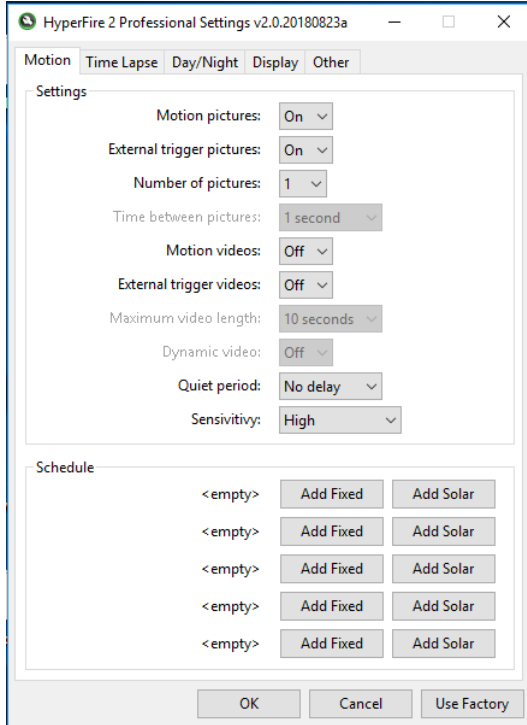 HyperFire 2 Professional Settings v2.0.20180823a
Motion Time Lapse Day/Night Display Other
Settings
Motion pictures: On
External trigger pictures: On
Number of pictures: 1
Time between pictures: 1 second
Motion videos: Off
External trigger videos: Off
Maximum video length: 10 seconds
Dynamic video: Off
Quiet period: No delay
Sensivitivy: High
Schedule
<empty> Add Fixed Add Solar
<empty> Add Fixed Add Solar
<empty> Add Fixed Add Solar
<empty> Add Fixed Add Solar
<empty> Add Fixed Add Solar
OK Cancel Use Factory